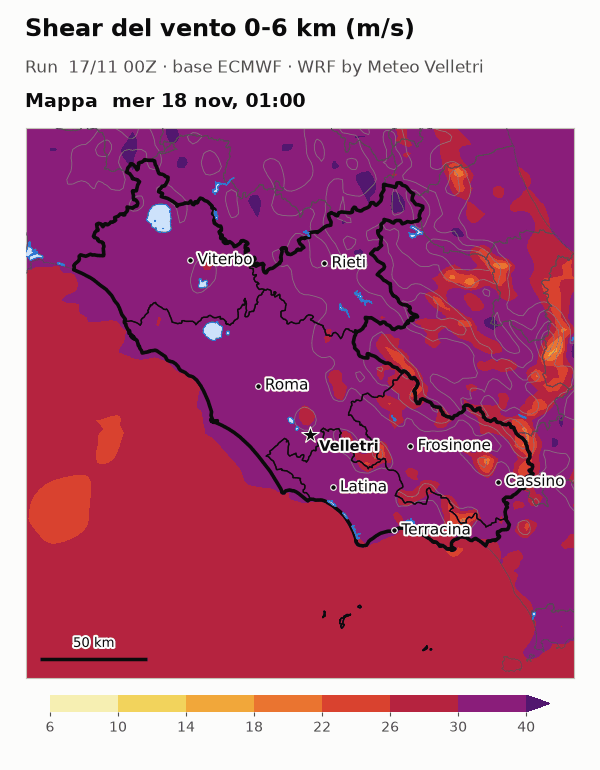 Shear del vento 0-6 km (m/s)
Run  17/11 00Z · base ECMWF · WRF by Meteo Velletri
Mappa  mer 18 nov, 01:00
Viterbo
Rieti
Roma
Velletri
Frosinone
Cassino
Latina
Terracina
50 km
6 10 14 18 22 26 30 40